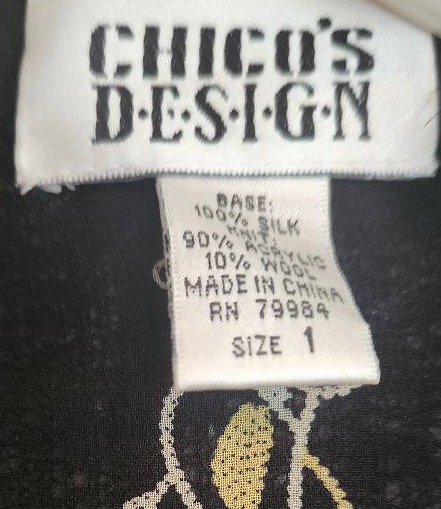 CHICO'S
D·E·S·I·G·N
BASE:
100% SILK
KNIT:
90% ACRYLIC
10% WOOL
MADE IN CHINA
RN 79984
SIZE 1